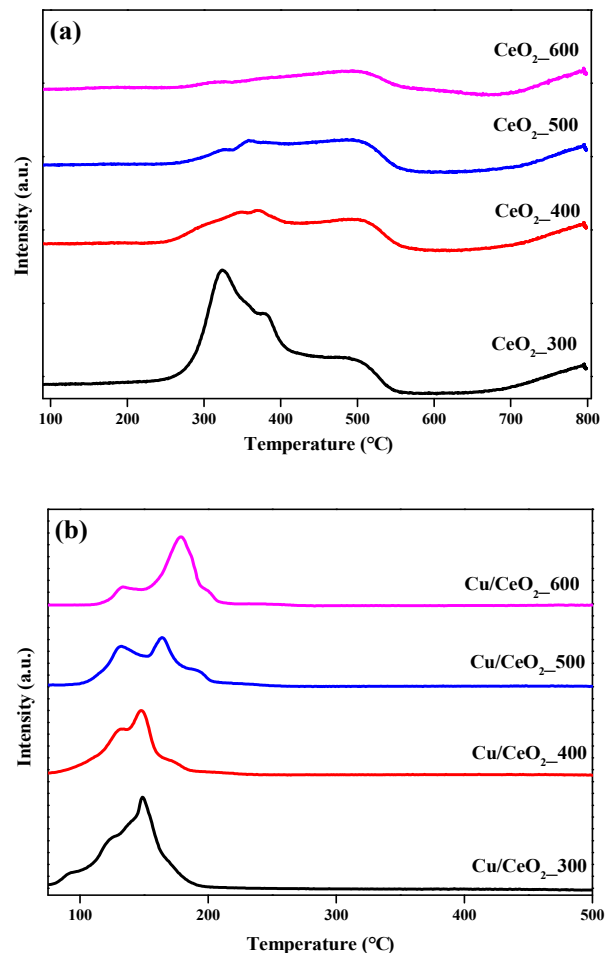 (a)
CeO₂_600
CeO₂_500
CeO₂_400
CeO₂_300
Intensity (a.u.)
100 200 300 400 500 600 700 800
Temperature (°C)
(b)
Cu/CeO₂_600
Cu/CeO₂_500
Cu/CeO₂_400
Cu/CeO₂_300
Intensity (a.u.)
100 200 300 400 500
Temperature (°C)